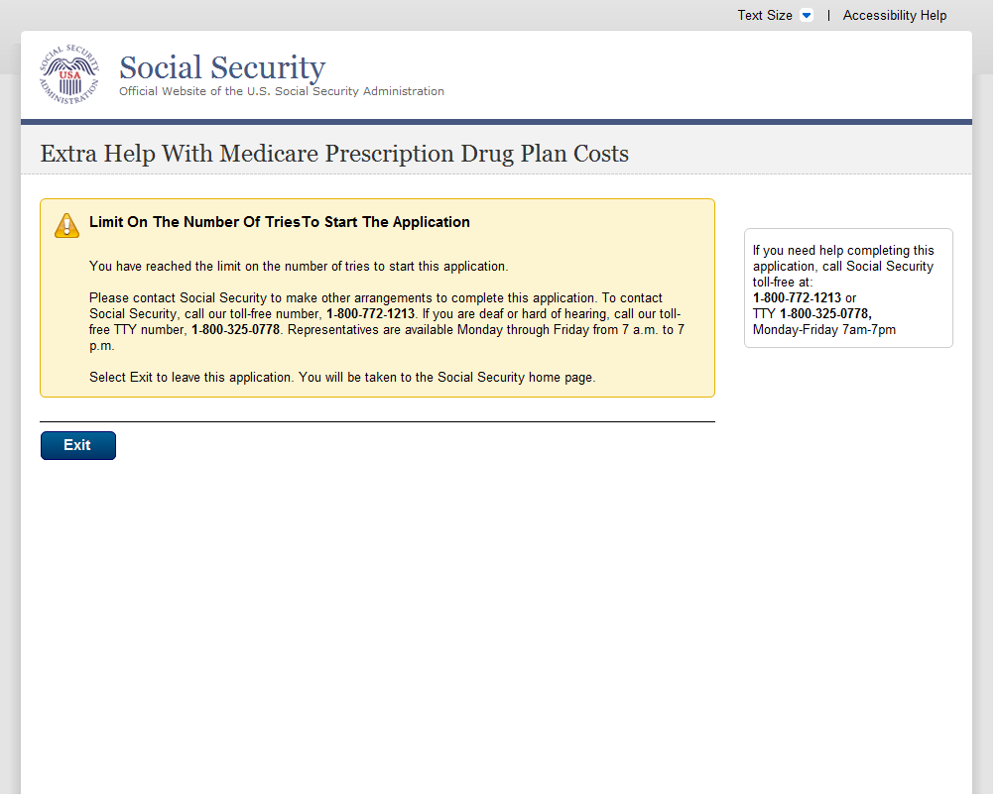 Text Size | Accessibility Help
SOCIAL SECURITY ADMINISTRATION
USA
Social Security
Official Website of the U.S. Social Security Administration
Extra Help With Medicare Prescription Drug Plan Costs
Limit On The Number Of TriesTo Start The Application
You have reached the limit on the number of tries to start this application.
Please contact Social Security to make other arrangements to complete this application. To contact
Social Security, call our toll-free number, 1-800-772-1213. If you are deaf or hard of hearing, call our toll-
free TTY number, 1-800-325-0778. Representatives are available Monday through Friday from 7 a.m. to 7
p.m.
Select Exit to leave this application. You will be taken to the Social Security home page.
Exit
If you need help completing this
application, call Social Security
toll-free at:
1-800-772-1213 or
TTY 1-800-325-0778,
Monday-Friday 7am-7pm